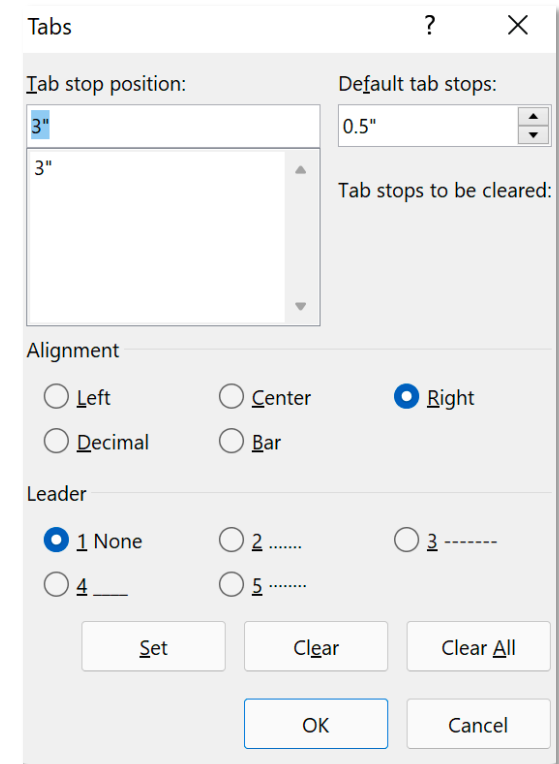 Tabs ?
Tab stop position: Default tab stops:
3" 0.5"
3"
Tab stops to be cleared:
Alignment
Left Center Right
Decimal Bar
Leader
1 None 2 ....... 3 -------
4 ____ 5 ········
Set Clear Clear All
OK Cancel